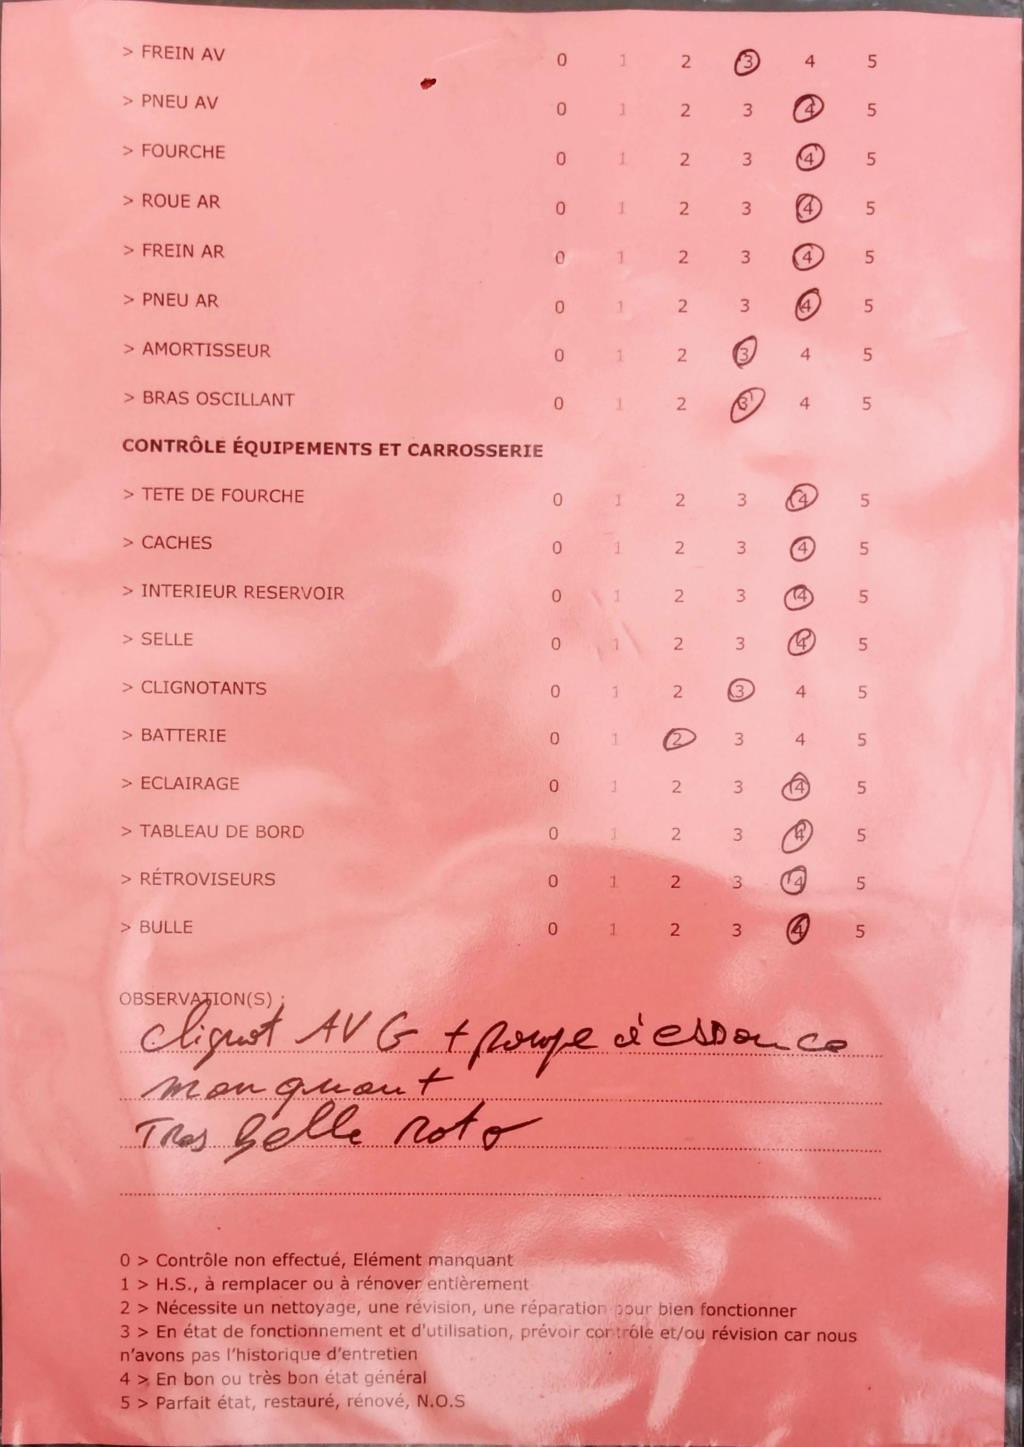 > FREIN AV 0 1 2 3 4 5
> PNEU AV 0 1 2 3 4 5
> FOURCHE 0 1 2 3 4 5
> ROUE AR 0 1 2 3 4 5
> FREIN AR 0 1 2 3 4 5
> PNEU AR 0 1 2 3 4 5
> AMORTISSEUR 0 1 2 3 4 5
> BRAS OSCILLANT 0 1 2 3 4 5
CONTRÔLE ÉQUIPEMENTS ET CARROSSERIE
> TETE DE FOURCHE 0 1 2 3 4 5
> CACHES 0 1 2 3 4 5
> INTERIEUR RESERVOIR 0 1 2 3 4 5
> SELLE 0 1 2 3 4 5
> CLIGNOTANTS 0 1 2 3 4 5
> BATTERIE 0 1 2 3 4 5
> ECLAIRAGE 0 1 2 3 4 5
> TABLEAU DE BORD 0 1 2 3 4 5
> RÉTROVISEURS 0 1 2 3 4 5
> BULLE 0 1 2 3 4 5
OBSERVATION(S) :
Clignot AV G + pompe à essence
manquant
Tres belle moto
0 > Contrôle non effectué, Elément manquant
1 > H.S., à remplacer ou à rénover entièrement
2 > Nécessite un nettoyage, une révision, une réparation pour bien fonctionner
3 > En état de fonctionnement et d'utilisation, prévoir contrôle et/ou révision car nous
n'avons pas l'historique d'entretien
4 > En bon ou très bon état général
5 > Parfait état, restauré, rénové, N.O.S